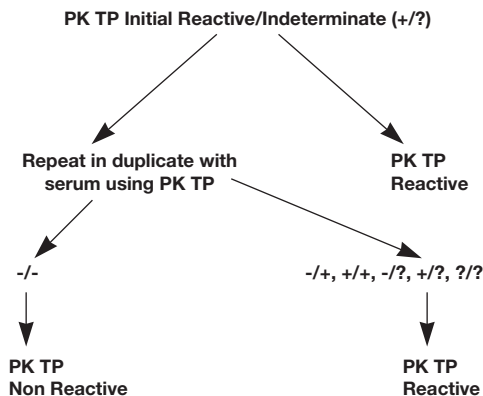 PK TP Initial Reactive/Indeterminate (+/?)
Repeat in duplicate with
serum using PK TP
PK TP
Reactive
-/-
-/+, +/+, -/?, +/?, ?/?
PK TP
Non Reactive
PK TP
Reactive